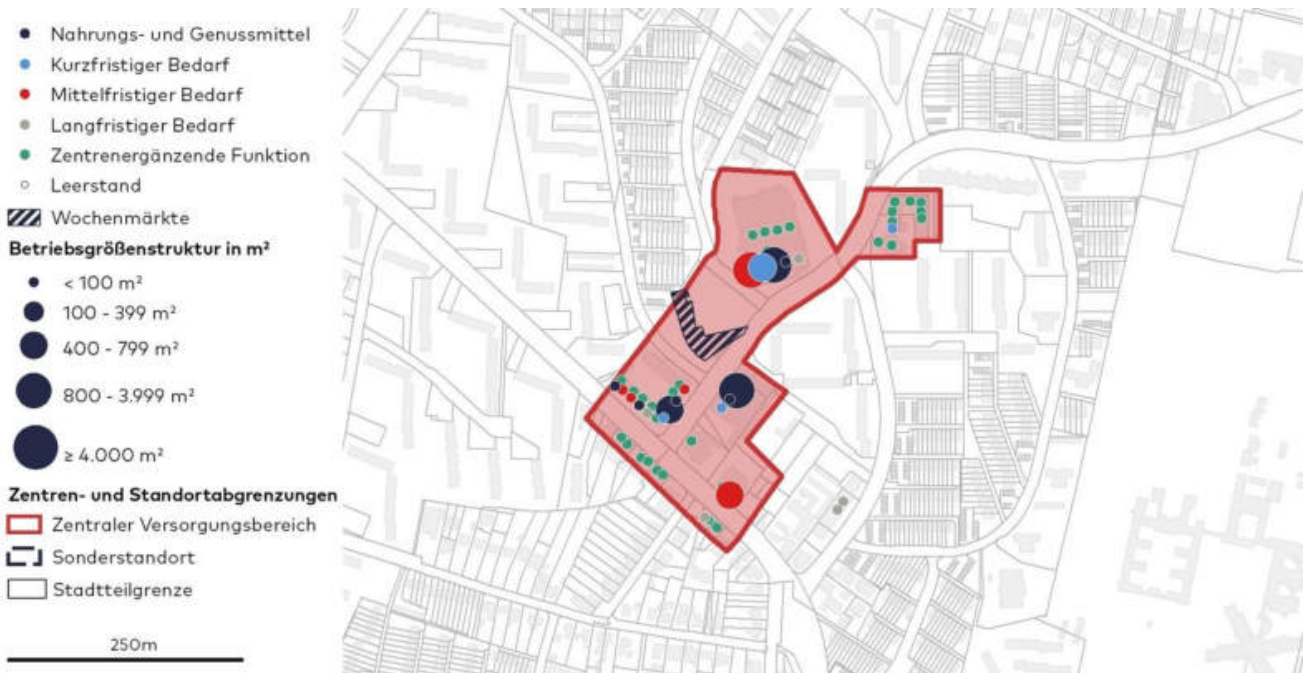 Nahrungs- und Genussmittel
Kurzfristiger Bedarf
Mittelfristiger Bedarf
Langfristiger Bedarf
Zentrenergänzende Funktion
Leerstand
Wochenmärkte
Betriebsgrößenstruktur in m²
< 100 m²
100 - 399 m²
400 - 799 m²
800 - 3.999 m²
≥ 4.000 m²
Zentren- und Standortabgrenzungen
Zentraler Versorgungsbereich
Sonderstandort
Stadtteilgrenze
250m